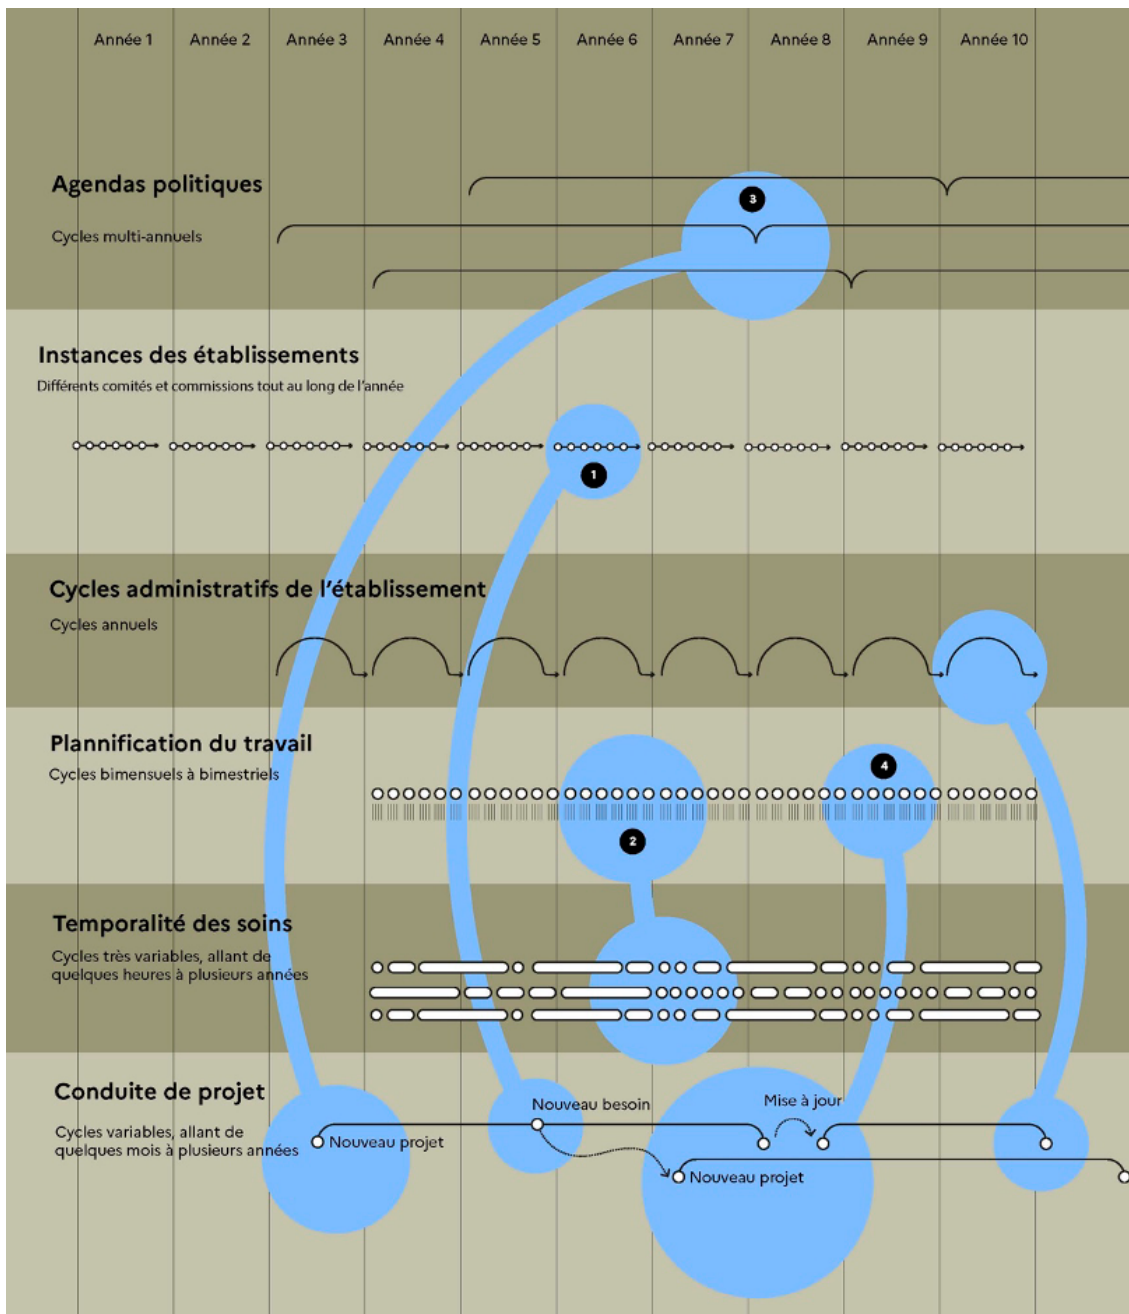 Année 1 Année 2 Année 3 Année 4 Année 5 Année 6 Année 7 Année 8 Année 9 Année 10
Agendas politiques
Cycles multi-annuels
3
Instances des établissements
Différents comités et commissions tout au long de l'année
1
Cycles administratifs de l'établissement
Cycles annuels
Plannification du travail
Cycles bimensuels à bimestriels
4
2
Temporalité des soins
Cycles très variables, allant de
quelques heures à plusieurs années
Conduite de projet
Cycles variables, allant de
quelques mois à plusieurs années
Nouveau projet
Nouveau besoin
Mise à jour
Nouveau projet